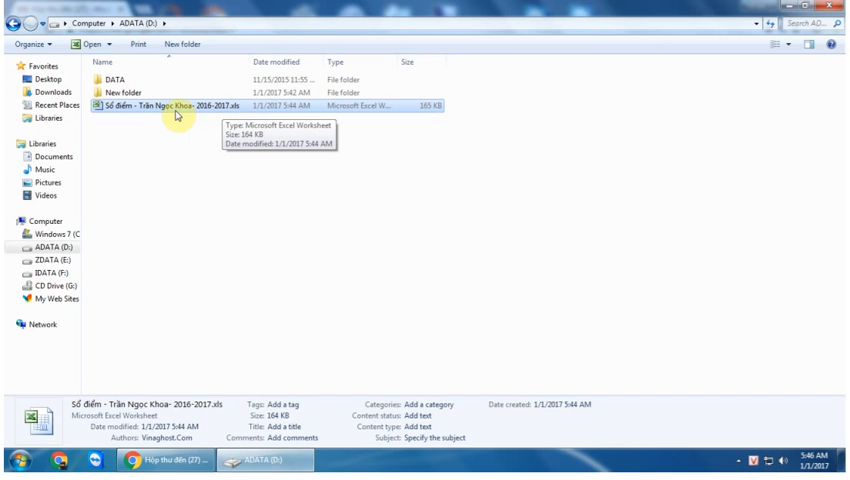 Computer ▸ ADATA (D:) ▸
Search AD...
Organize ▾ Open ▾ Print New folder
Name Date modified Type Size
DATA 11/15/2015 11:55 ... File folder
New folder 1/1/2017 5:42 AM File folder
Sổ điểm - Trần Ngọc Khoa- 2016-2017.xls 1/1/2017 5:44 AM Microsoft Excel W... 165 KB
Type: Microsoft Excel Worksheet
Size: 164 KB
Date modified: 1/1/2017 5:44 AM
Favorites
Desktop
Downloads
Recent Places
Libraries
Libraries
Documents
Music
Pictures
Videos
Computer
Windows 7 (C
ADATA (D:)
ZDATA (E:)
IDATA (F:)
CD Drive (G:)
My Web Sites
Network
Sổ điểm - Trần Ngọc Khoa- 2016-2017.xls Tags: Add a tag Categories: Add a category Date created: 1/1/2017 5:44 AM
Microsoft Excel Worksheet Size: 164 KB Content status: Add text
Date modified: 1/1/2017 5:44 AM Title: Add a title Content type: Add text
Authors: Vinaghost.Com Comments: Add comments Subject: Specify the subject
Hộp thư đến (27) ... ADATA (D:)
5:46 AM
1/1/2017